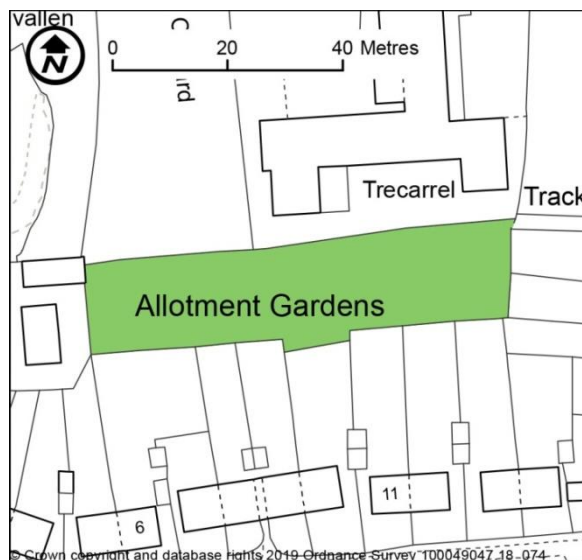 vallen
N
0 20 40 Metres
Trecarrel
Track
Allotment Gardens
11
6
© Crown copyright and database rights 2019 Ordnance Survey 100049047 18_074